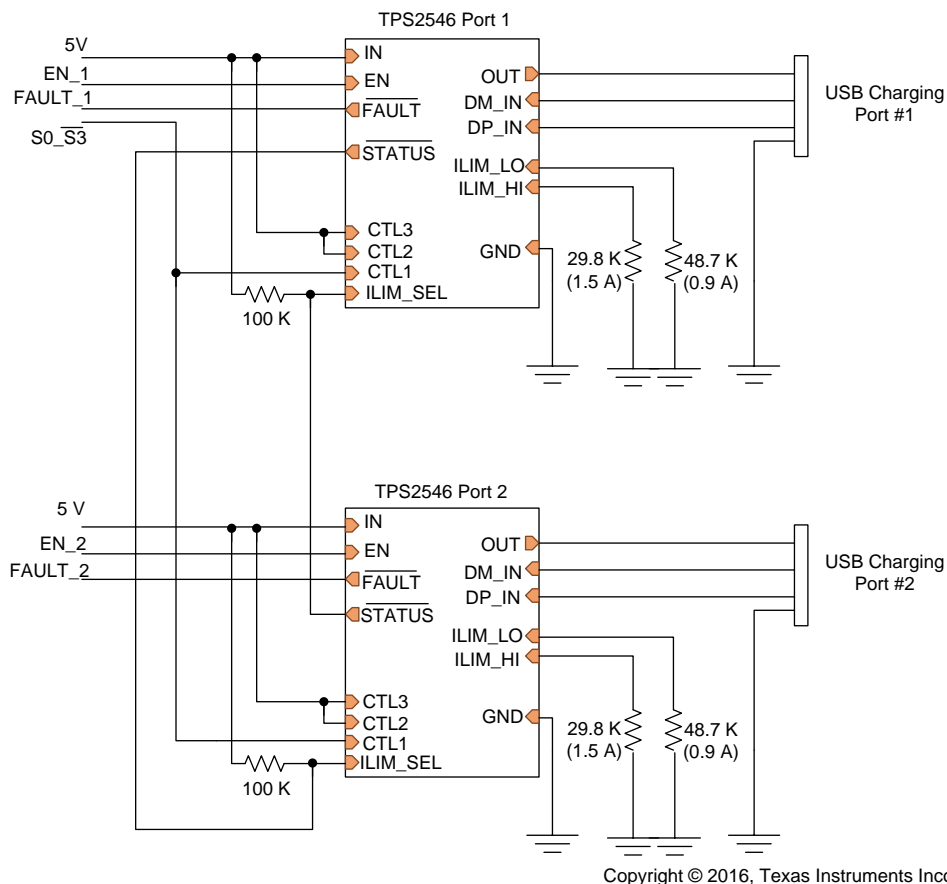 TPS2546 Port 1
5V
EN_1
FAULT_1
S0_S3
IN
EN
FAULT
STATUS
CTL3
CTL2
CTL1
ILIM_SEL
100 K
OUT
DM_IN
DP_IN
ILIM_LO
ILIM_HI
GND
29.8 K
(1.5 A)
48.7 K
(0.9 A)
USB Charging
Port #1
TPS2546 Port 2
5 V
EN_2
FAULT_2
IN
EN
FAULT
STATUS
CTL3
CTL2
CTL1
ILIM_SEL
100 K
OUT
DM_IN
DP_IN
ILIM_LO
ILIM_HI
GND
29.8 K
(1.5 A)
48.7 K
(0.9 A)
USB Charging
Port #2
Copyright © 2016, Texas Instruments Inc